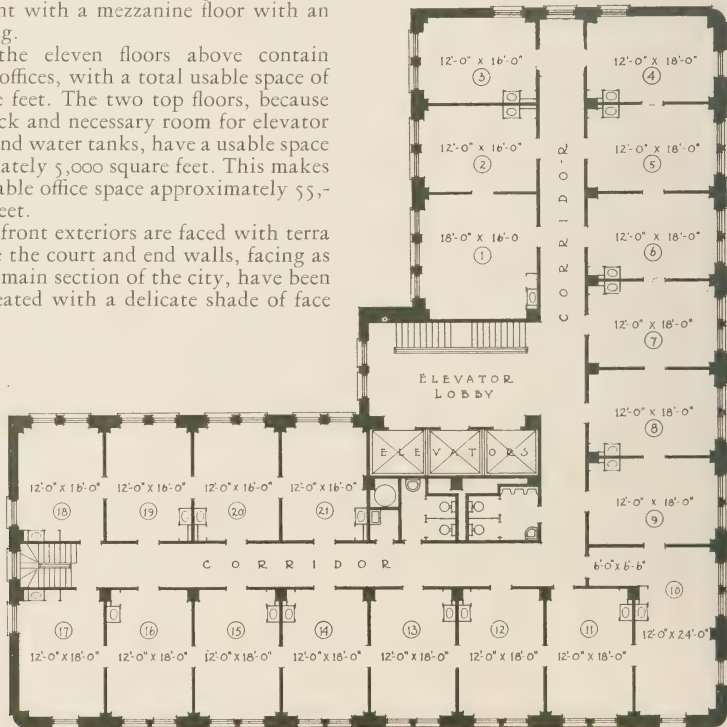 nt with a mezzanine floor with an
g.
the eleven floors above contain
offices, with a total usable space of
e feet. The two top floors, because
ck and necessary room for elevator
nd water tanks, have a usable space
ately 5,000 square feet. This makes
able office space approximately 55,-
eet.
front exteriors are faced with terra
e the court and end walls, facing as
main section of the city, have been
eated with a delicate shade of face
12'-0" X 16'-0"
3
12'-0" X 18'-0"
4
12'-0" X 16'-0"
2
12'-0" X 18'-0"
5
18'-0" X 16'-0
1
12'-0" X 18'-0"
6
CORRIDO-R
12'-0" X 18'-0"
7
ELEVATOR
LOBBY
12'-0" X 18'-0"
8
ELEVATORS
12'-0" X 18'-0"
9
12'-0" X 16'-0"
18
12'-0" X 16'-0"
19
12'-0" X 16'-0"
20
12'-0" X 16'-0"
21
CORRIDOR
6'-0" X 6'-6"
10
12'-0" X 24'-0"
17
12'-0" X 18'-0"
16
12'-0" X 18'-0"
15
12'-0" X 18'-0"
14
12'-0" X 18'-0"
13
12'-0" X 18'-0"
12
12'-0" X 18'-0"
11
12'-0" X 18'-0"